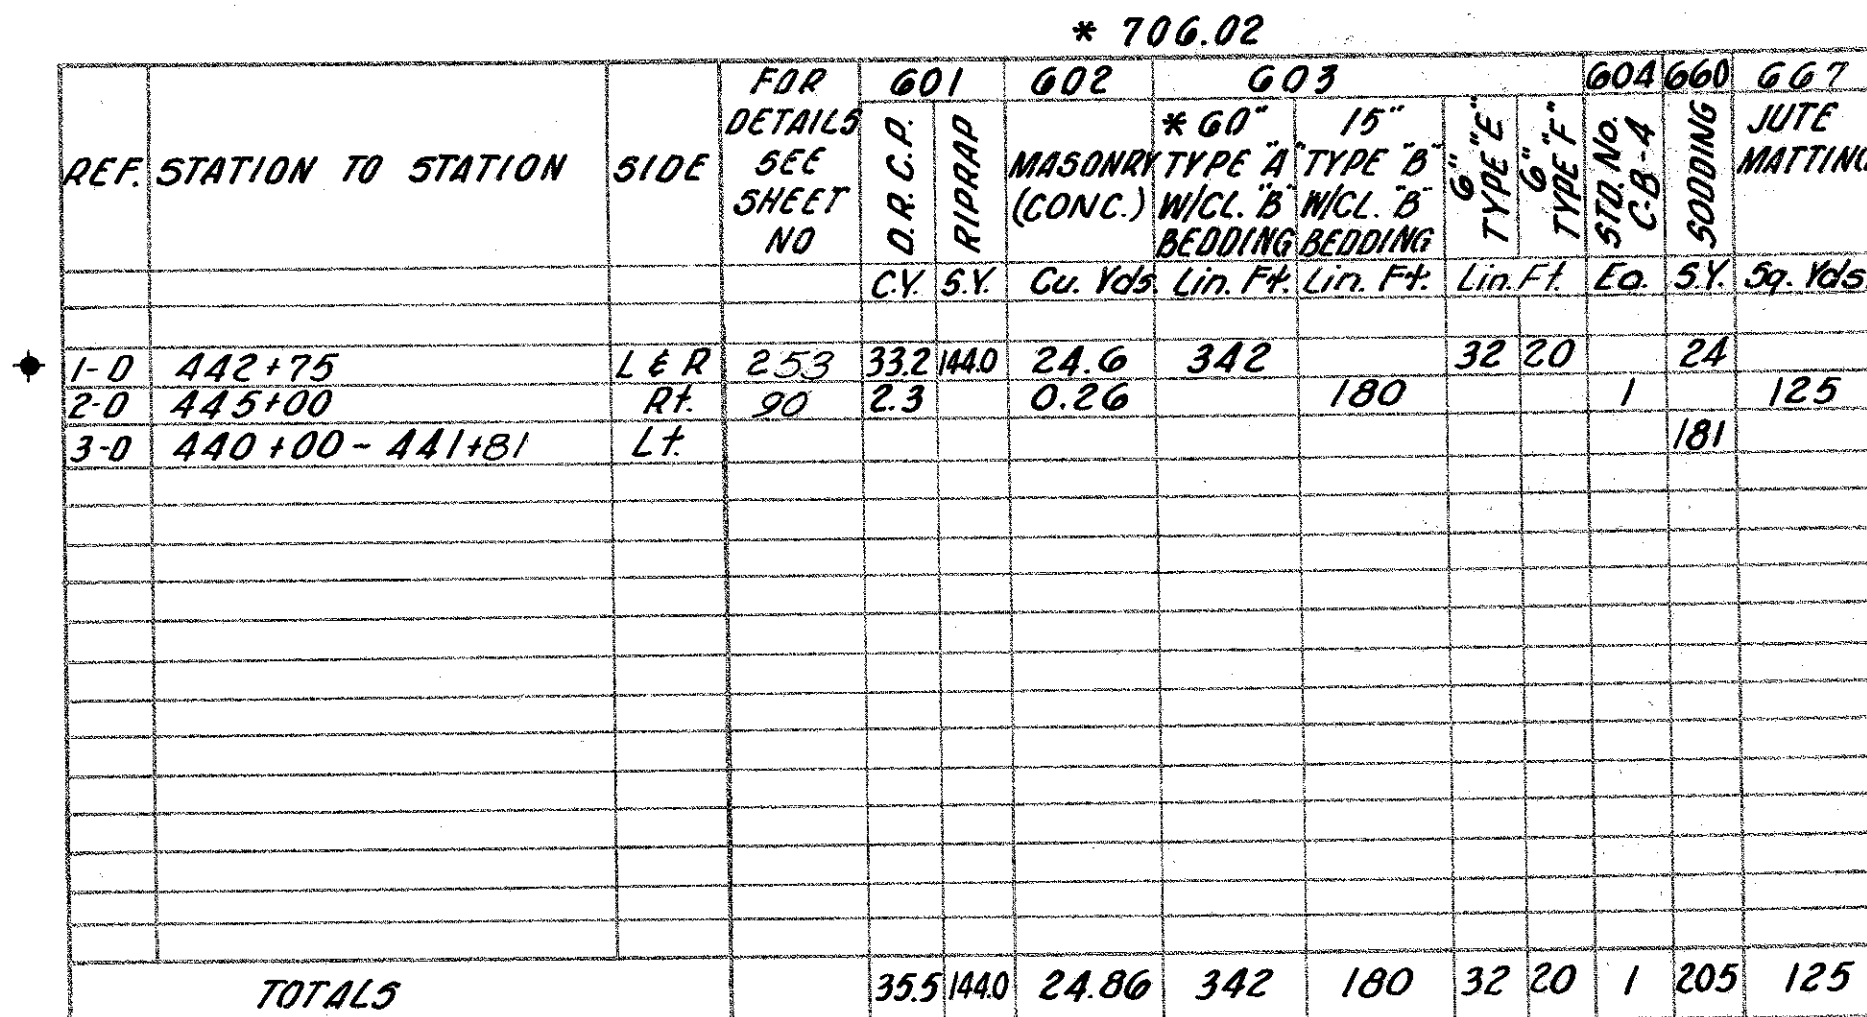 * 706.02
REF. STATION TO STATION SIDE FOR DETAILS SEE SHEET NO 601 602 603 604 660 667
D.R.C.P. RIPRAP MASONRY (CONC.) * 60" TYPE "A" W/CL. "B" BEDDING 15" TYPE "B" W/CL. "B" BEDDING 6" TYPE "E" 6" TYPE "F" STD. No. C-B-4 SODDING JUTE MATTING
C.Y. S.Y. Cu. Yds. Lin. Ft. Lin. Ft. Lin. Ft. Ea. S.Y. Sq. Yds.
1-D 442+75 L & R 253 33.2 144.0 24.6 342 32 20 24
2-D 445+00 Rt. 90 2.3 0.26 180 1 125
3-D 440+00 - 441+81 Lt. 181
TOTALS 35.5 144.0 24.86 342 180 32 20 1 205 125